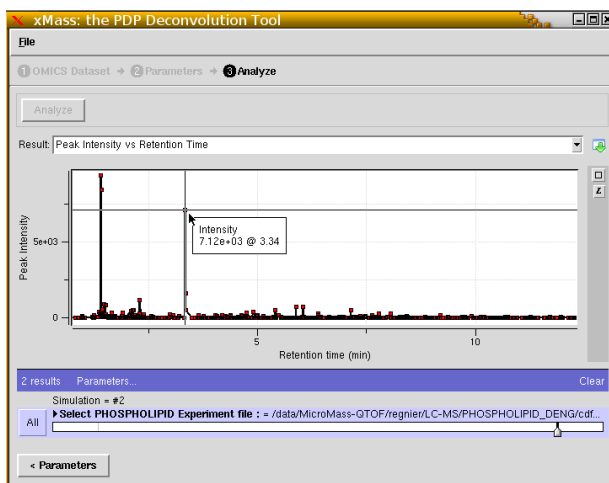 xMass: the PDP Deconvolution Tool
File
1 OMICS Dataset → 2 Parameters → 3 Analyze
Analyze
Result: Peak Intensity vs Retention Time
Peak Intensity
5e+03
0
Intensity
7.12e+03 @ 3.34
5 10
Retention time (min)
2 results Parameters... Clear
Simulation = #2
All
Select PHOSPHOLIPID Experiment file : = /data/MicroMass-QTOF/regnier/LC-MS/PHOSPHOLIPID_DENG/cdf...
< Parameters